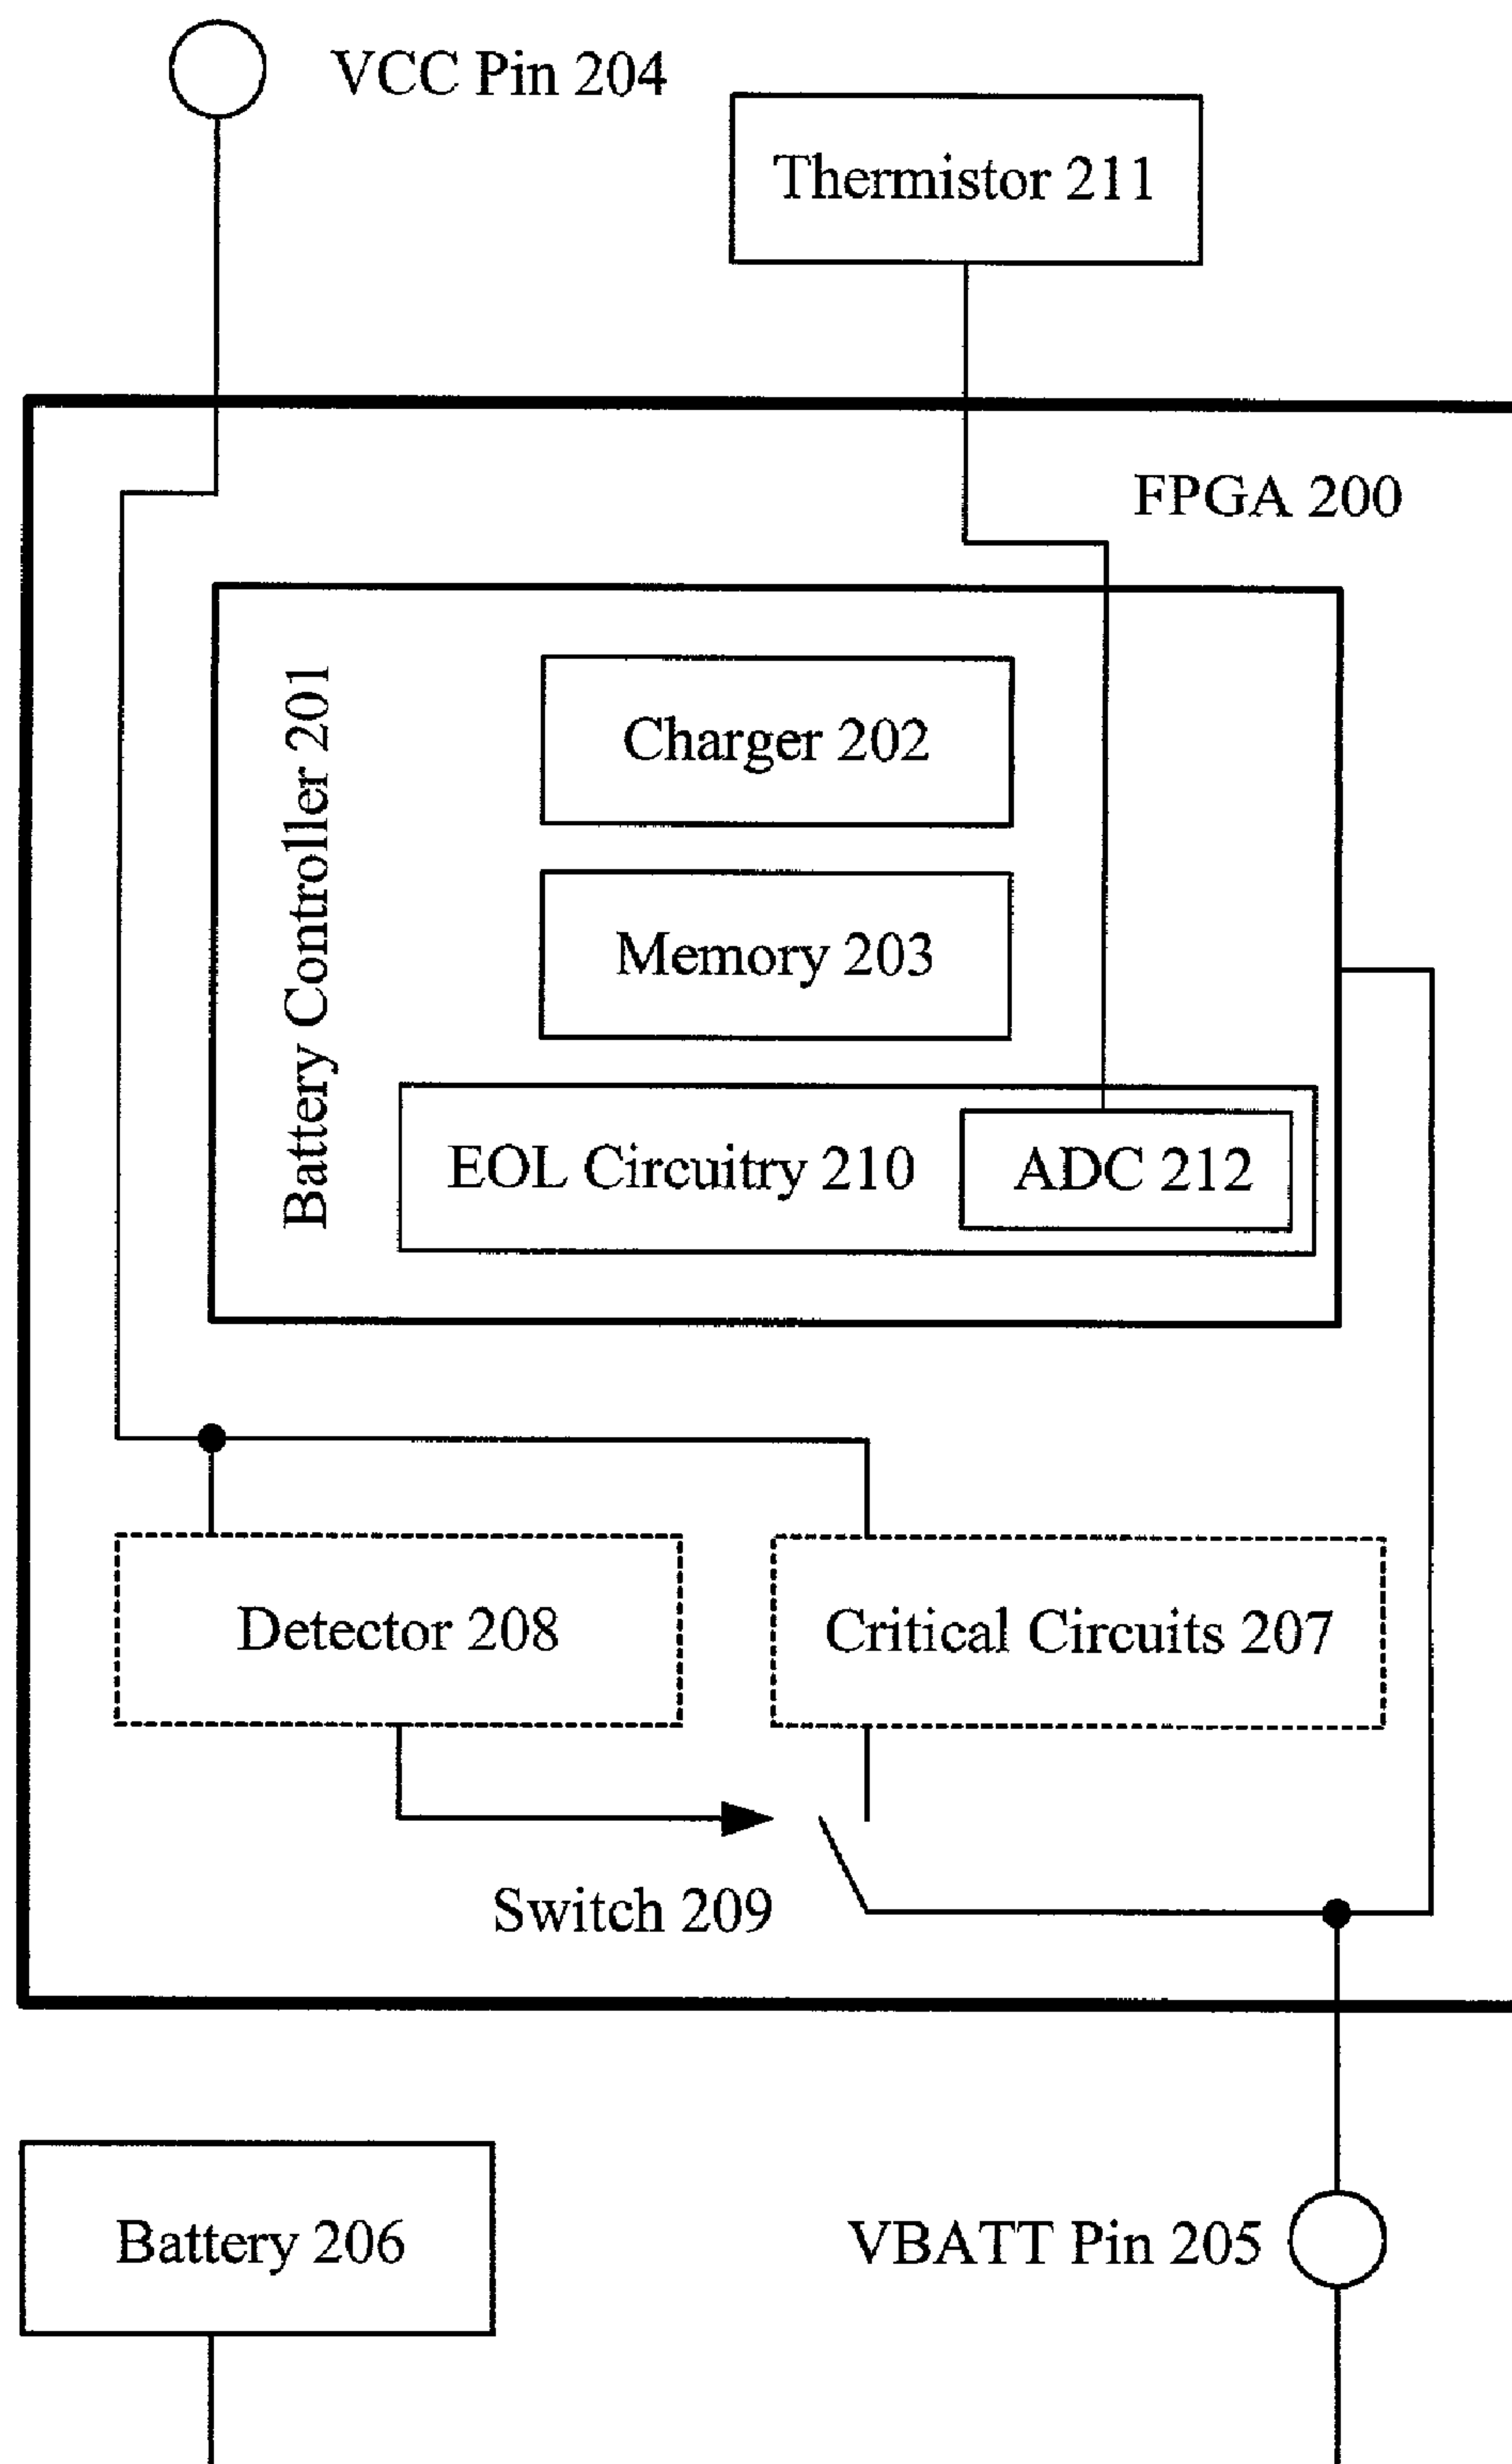 VCC Pin 204
Thermistor 211
FPGA 200
Battery Controller 201
Charger 202
Memory 203
EOL Circuitry 210
ADC 212
Detector 208
Critical Circuits 207
Switch 209
Battery 206
VBATT Pin 205